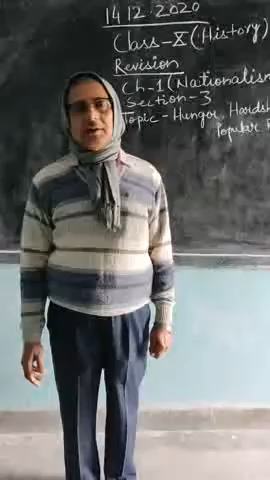 14.12.2020
Class-X (History)
Revision
Ch-1 (Nationalism
Section-3
Topic - Hunger, Hardsh
Popular